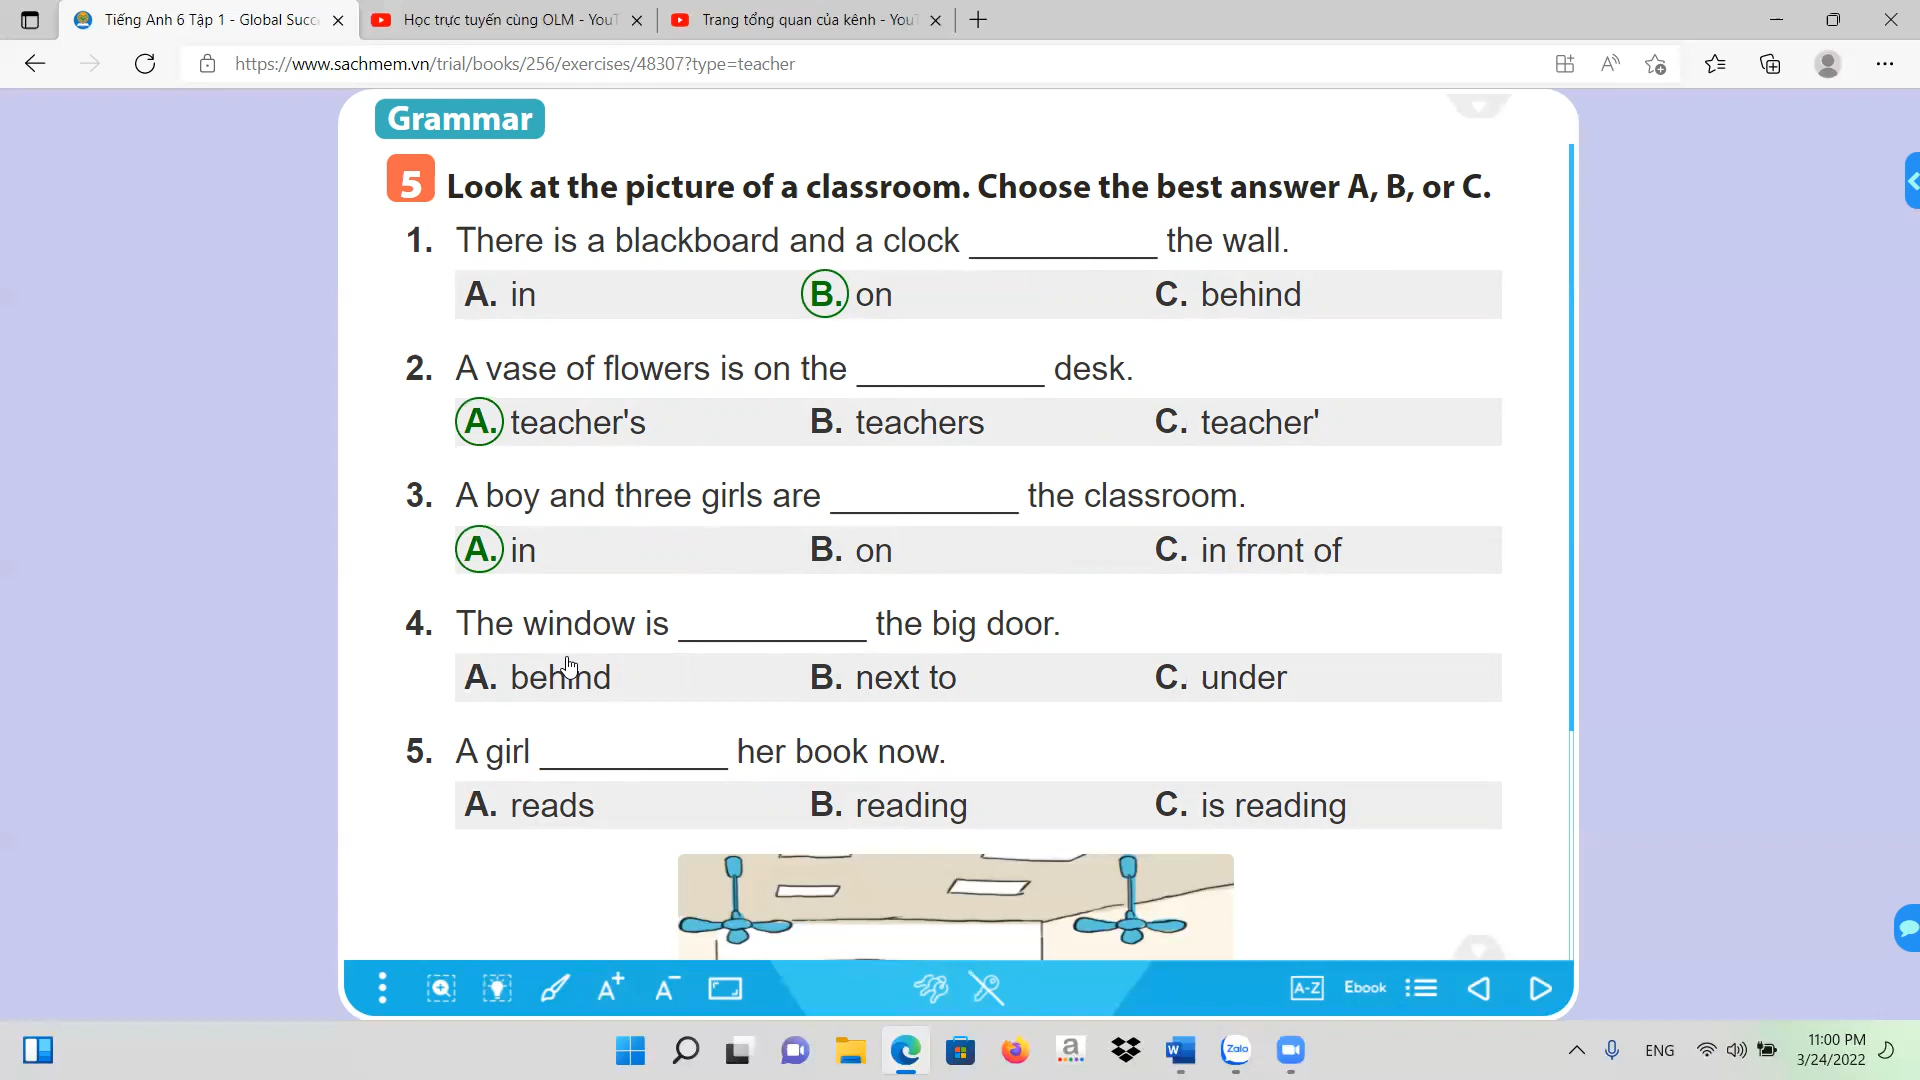 Tiếng Anh 6 Tập 1 - Global Succ
Học trực tuyến cùng OLM - YouT
Trang tổng quan của kênh - YouT
https://www.sachmem.vn/trial/books/256/exercises/48307?type=teacher
Grammar
5 Look at the picture of a classroom. Choose the best answer A, B, or C.
1. There is a blackboard and a clock __________ the wall.
A. in B. on C. behind
2. A vase of flowers is on the __________ desk.
A. teacher's B. teachers C. teacher'
3. A boy and three girls are __________ the classroom.
A. in B. on C. in front of
4. The window is __________ the big door.
A. behind B. next to C. under
5. A girl __________ her book now.
A. reads B. reading C. is reading
A+ A- A-Z Ebook
a W Zalo ENG
11:00 PM
3/24/2022